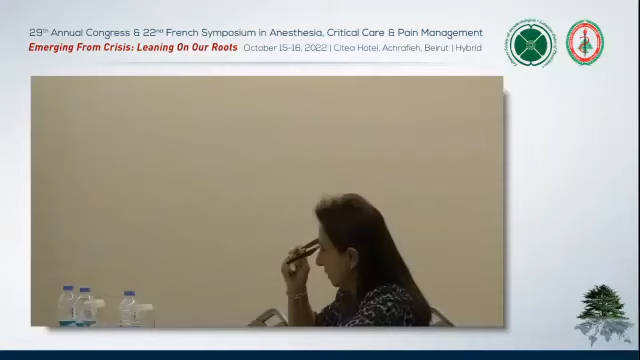 29th Annual Congress & 22nd French Symposium in Anesthesia, Critical Care & Pain Management
Emerging From Crisis: Leaning On Our Roots October 15-16, 2022 | Citea Hotel, Achrafieh, Beirut | Hybrid